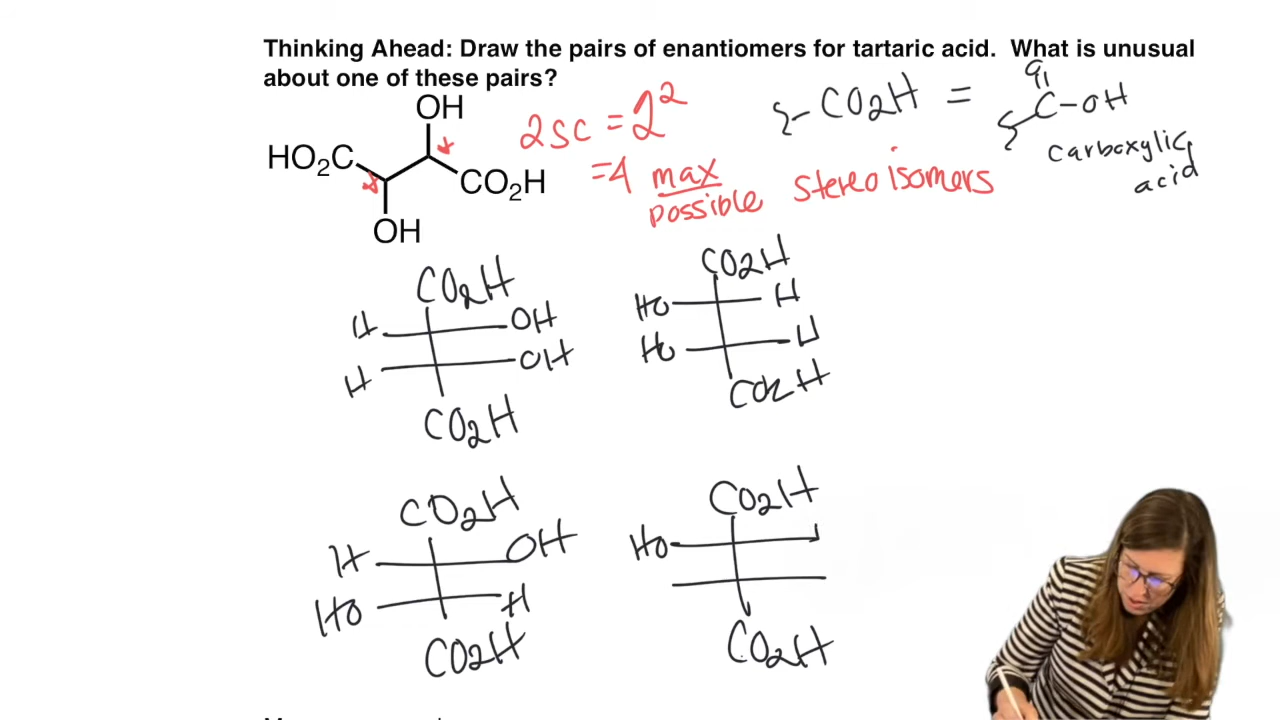 Thinking Ahead: Draw the pairs of enantiomers for tartaric acid. What is unusual
about one of these pairs?
OH
HO₂C
CO₂H
OH
2sc = 2²
=4 max possible stereoisomers
CO₂H =
C-OH
carboxylic
acid
CO₂H
H OH
H OH
CO₂H
CO₂H
HO H
HO H
CO₂H
CO₂H
H OH
HO H
CO₂H
CO₂H
HO
CO₂H